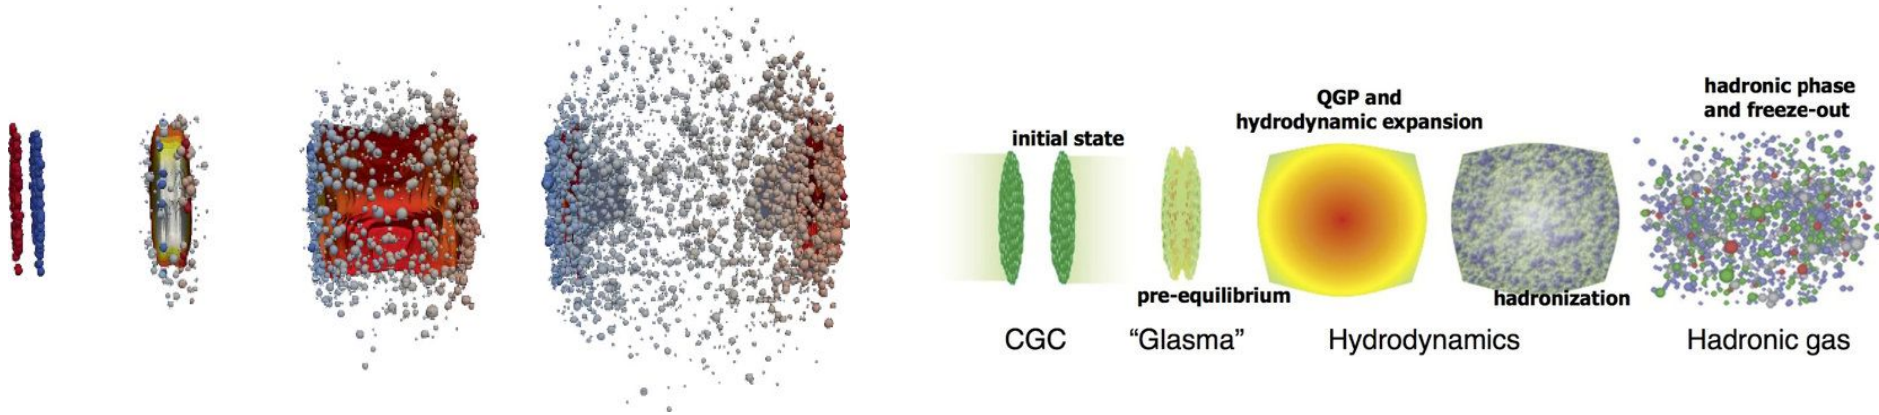 initial state
pre-equilibrium
QGP and
hydrodynamic expansion
hadronization
hadronic phase
and freeze-out
CGC
“Glasma”
Hydrodynamics
Hadronic gas